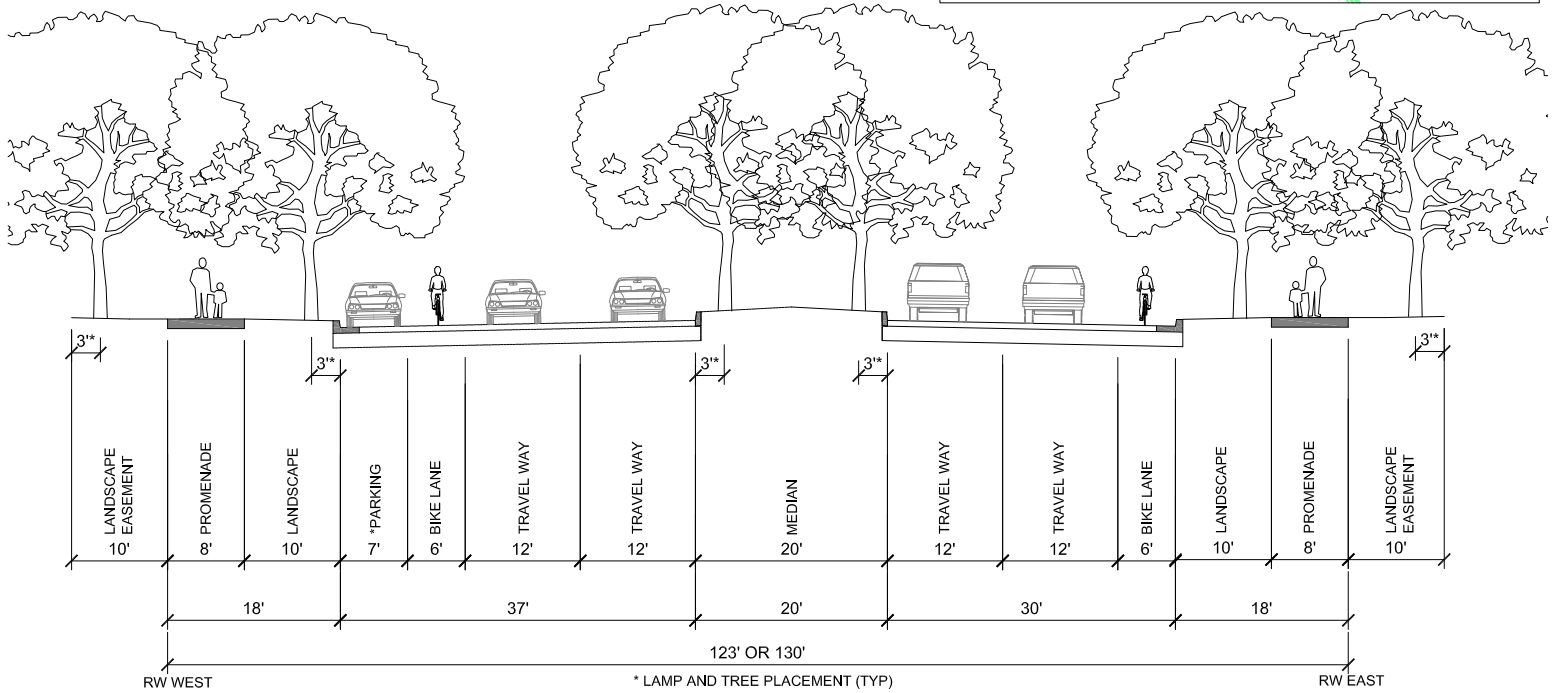 3'*
3'*
3'*
3'*
3'*
LANDSCAPE
EASEMENT
PROMENADE
LANDSCAPE
*PARKING
BIKE LANE
TRAVEL WAY
TRAVEL WAY
MEDIAN
TRAVEL WAY
TRAVEL WAY
BIKE LANE
LANDSCAPE
PROMENADE
LANDSCAPE
EASEMENT
10' 8' 10' 7' 6' 12' 12' 20' 12' 12' 6' 10' 8' 10'
18' 37' 20' 30' 18'
123' OR 130'
RW WEST * LAMP AND TREE PLACEMENT (TYP) RW EAST